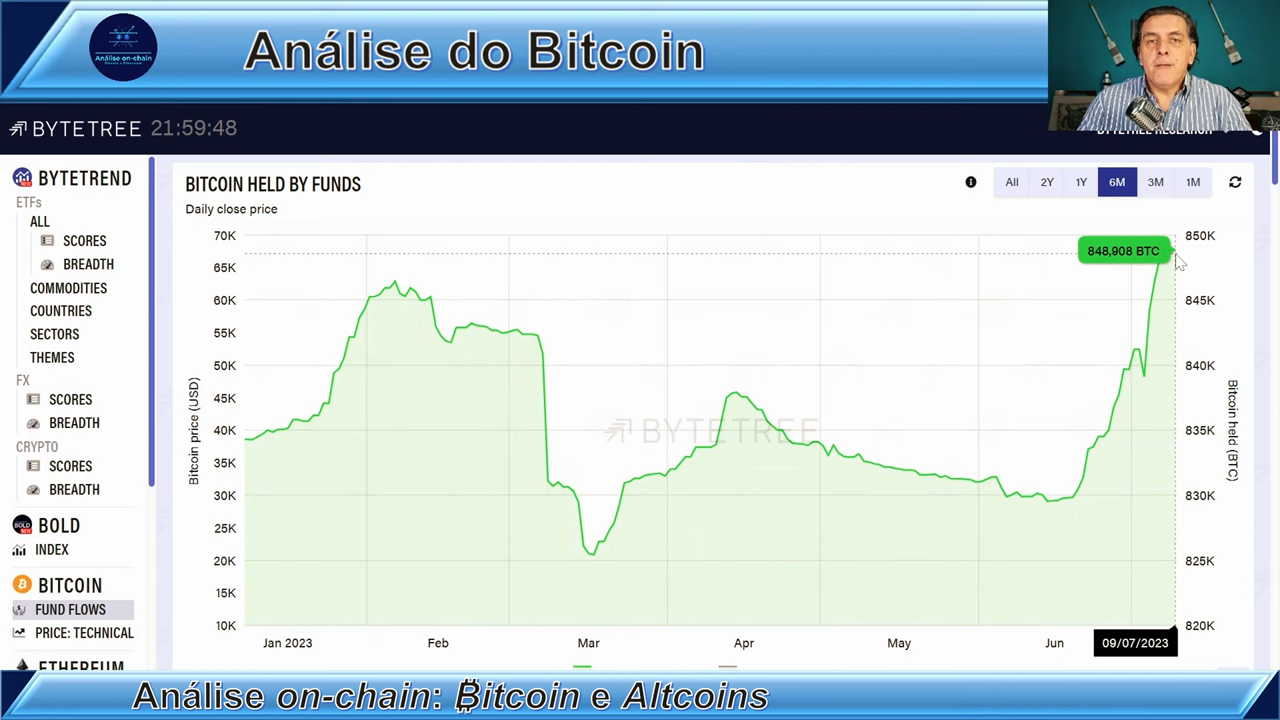 Análise do Bitcoin
Análise on-chain
BYTETREE 21:59:48
BYTETREE RESEARCH
BYTETREND
ETFs
ALL
SCORES
BREADTH
COMMODITIES
COUNTRIES
SECTORS
THEMES
FX
SCORES
BREADTH
CRYPTO
SCORES
BREADTH
BOLD
INDEX
BITCOIN
FUND FLOWS
PRICE: TECHNICAL
ETHEREUM
BITCOIN HELD BY FUNDS
Daily close price
All 2Y 1Y 6M 3M 1M
70K
65K
60K
55K
50K
45K
40K
35K
30K
25K
20K
15K
10K
Bitcoin price (USD)
848,908 BTC
BYTETREE
850K
845K
840K
835K
830K
825K
820K
Bitcoin held (BTC)
Jan 2023 Feb Mar Apr May Jun 09/07/2023
Análise on-chain: ₿itcoin e Altcoins